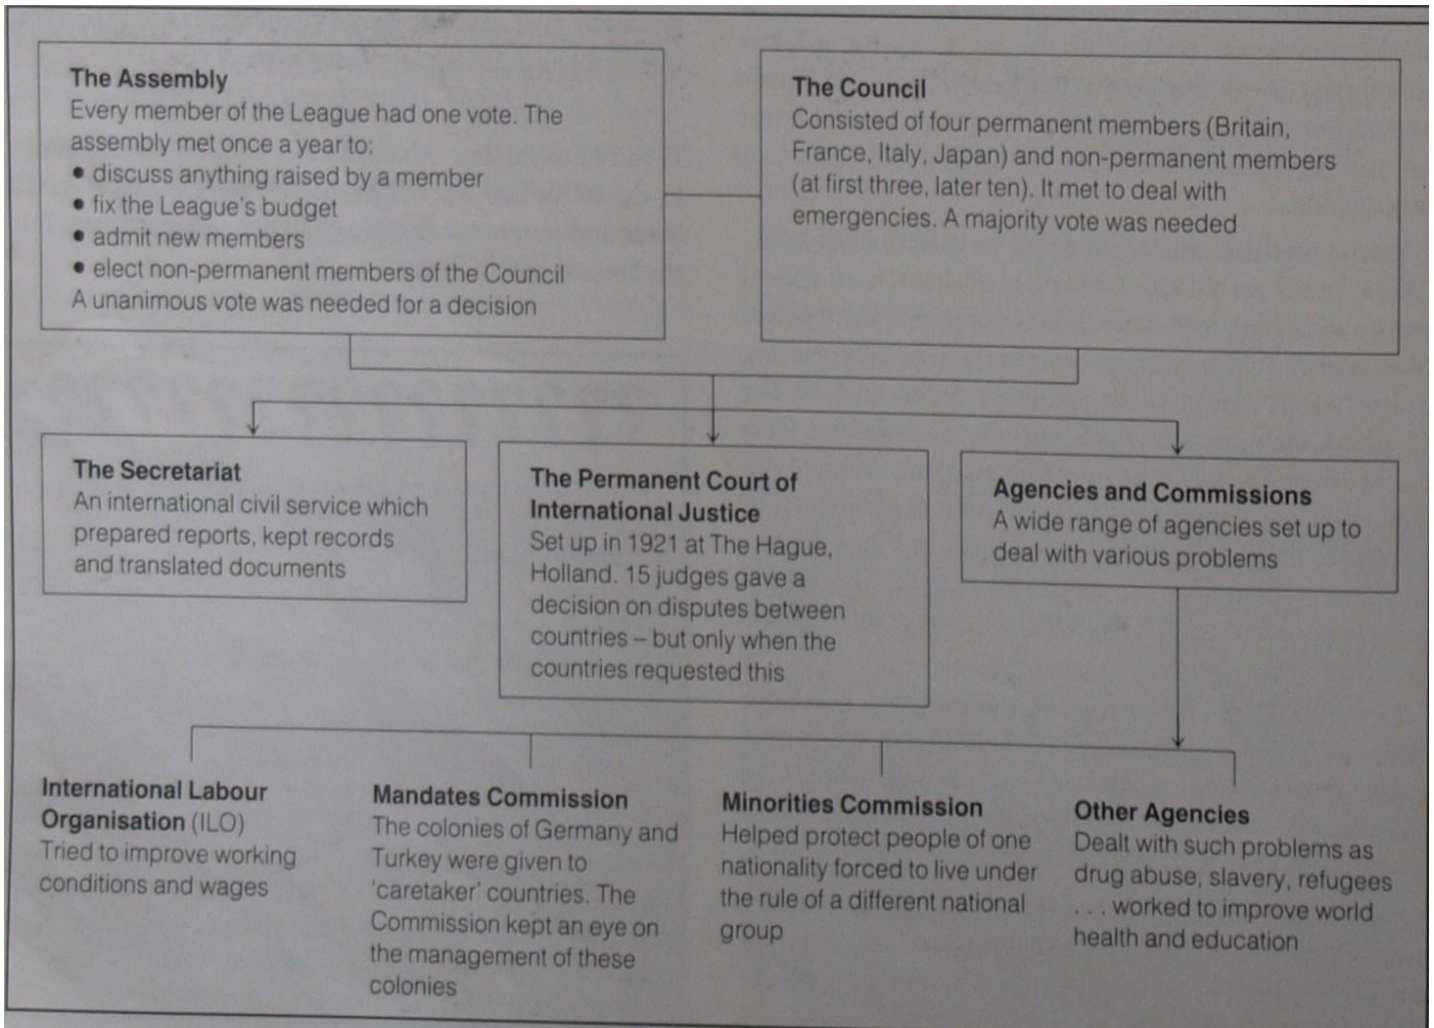 The Assembly
Every member of the League had one vote. The
assembly met once a year to:
• discuss anything raised by a member
• fix the League's budget
• admit new members
• elect non-permanent members of the Council
A unanimous vote was needed for a decision
The Council
Consisted of four permanent members (Britain,
France, Italy, Japan) and non-permanent members
(at first three, later ten). It met to deal with
emergencies. A majority vote was needed
The Secretariat
An international civil service which
prepared reports, kept records
and translated documents
The Permanent Court of
International Justice
Set up in 1921 at The Hague,
Holland. 15 judges gave a
decision on disputes between
countries – but only when the
countries requested this
Agencies and Commissions
A wide range of agencies set up to
deal with various problems
International Labour
Organisation (ILO)
Tried to improve working
conditions and wages
Mandates Commission
The colonies of Germany and
Turkey were given to
'caretaker' countries. The
Commission kept an eye on
the management of these
colonies
Minorities Commission
Helped protect people of one
nationality forced to live under
the rule of a different national
group
Other Agencies
Dealt with such problems as
drug abuse, slavery, refugees
. . . worked to improve world
health and education